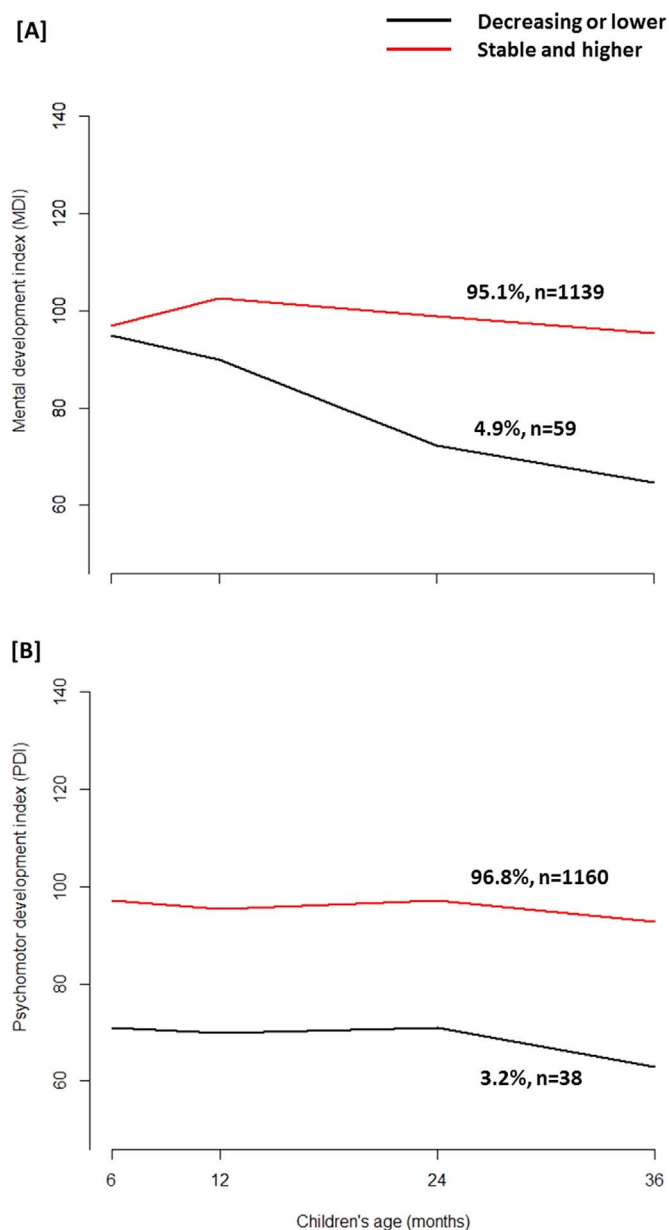 [A]
Decreasing or lower
Stable and higher
Mental development index (MDI)
140
120
100
80
60
95.1%, n=1139
4.9%, n=59
[B]
Psychomotor development index (PDI)
140
120
100
80
60
96.8%, n=1160
3.2%, n=38
6 12 24 36
Children's age (months)